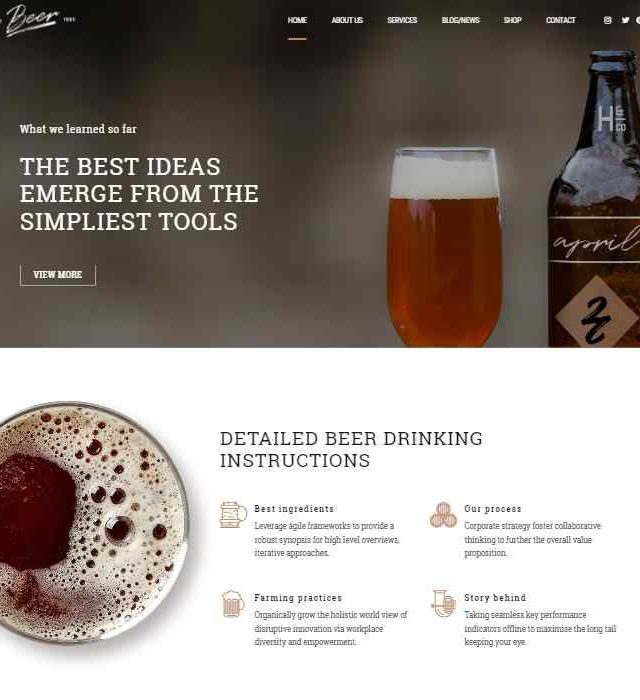 Beer
HOME ABOUT US SERVICES BLOG/NEWS SHOP CONTACT
What we learned so far
THE BEST IDEAS
EMERGE FROM THE
SIMPLIEST TOOLS
VIEW MORE
april
DETAILED BEER DRINKING
INSTRUCTIONS
Best ingredients
Leverage agile frameworks to provide a
robust synopsis for high level overviews,
iterative approaches.
Our process
Corporate strategy foster collaborative
thinking to further the overall value
proposition.
Farming practices
Organically grow the holistic world view of
disruptive innovation via workplace
diversity and empowerment.
Story behind
Taking seamless key performance
indicators offline to maximise the long tail
keeping your eye.